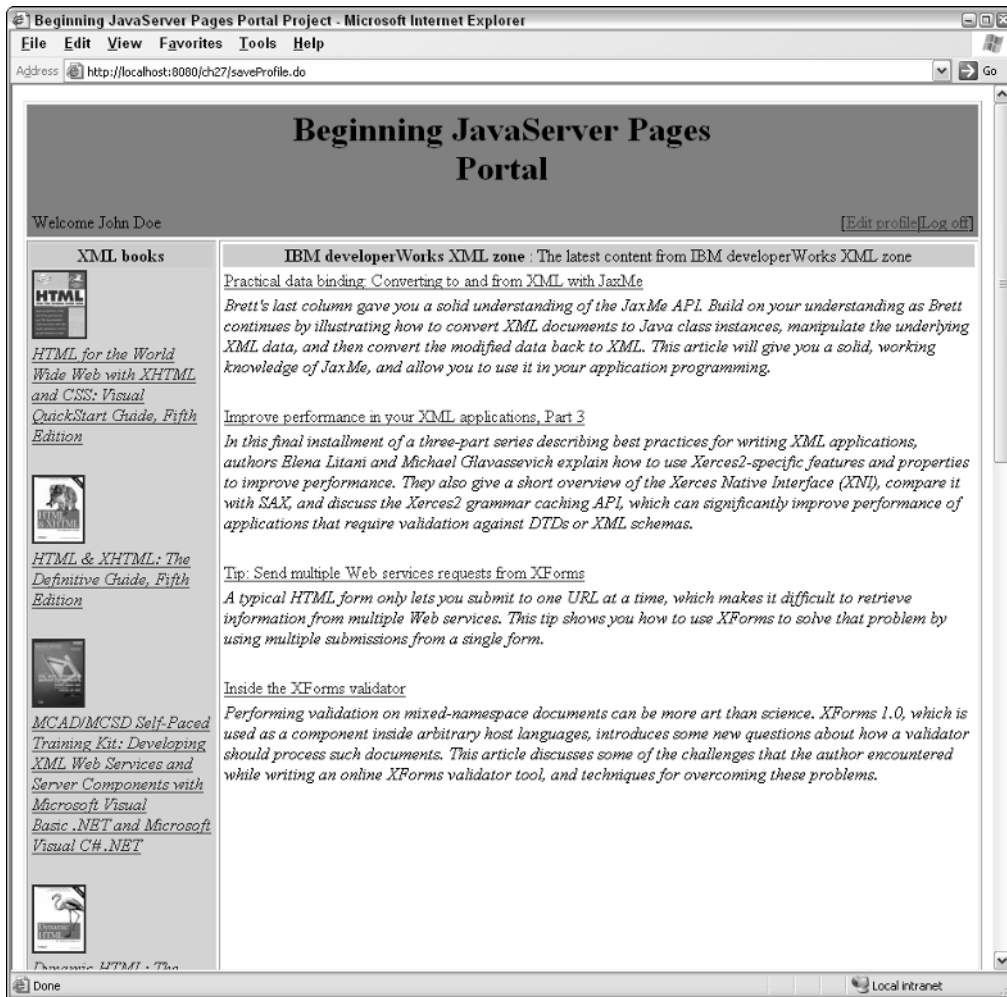 Beginning JavaServer Pages Portal Project - Microsoft Internet Explorer
File Edit View Favorites Tools Help
Address http://localhost:8080/ch27/saveProfile.do Go
Beginning JavaServer Pages
Portal
Welcome John Doe [Edit profile|Log off]
XML books
HTML
HTML for the World
Wide Web with XHTML
and CSS: Visual
QuickStart Guide, Fifth
Edition
HTML
& XHTML
HTML & XHTML: The
Definitive Guide, Fifth
Edition
MCAD/MCSD Self-Paced
Training Kit: Developing
XML Web Services and
Server Components with
Microsoft Visual
Basic .NET and Microsoft
Visual C# .NET
Dynamic
HTML
Dynamic HTML: The
IBM developerWorks XML zone : The latest content from IBM developerWorks XML zone
Practical data binding: Converting to and from XML with JaxMe
Brett's last column gave you a solid understanding of the JaxMe API. Build on your understanding as Brett
continues by illustrating how to convert XML documents to Java class instances, manipulate the underlying
XML data, and then convert the modified data back to XML. This article will give you a solid, working
knowledge of JaxMe, and allow you to use it in your application programming.
Improve performance in your XML applications, Part 3
In this final installment of a three-part series describing best practices for writing XML applications,
authors Elena Litani and Michael Glavassevich explain how to use Xerces2-specific features and properties
to improve performance. They also give a short overview of the Xerces Native Interface (XNI), compare it
with SAX, and discuss the Xerces2 grammar caching API, which can significantly improve performance of
applications that require validation against DTDs or XML schemas.
Tip: Send multiple Web services requests from XForms
A typical HTML form only lets you submit to one URL at a time, which makes it difficult to retrieve
information from multiple Web services. This tip shows you how to use XForms to solve that problem by
using multiple submissions from a single form.
Inside the XForms validator
Performing validation on mixed-namespace documents can be more art than science. XForms 1.0, which is
used as a component inside arbitrary host languages, introduces some new questions about how a validator
should process such documents. This article discusses some of the challenges that the author encountered
while writing an online XForms validator tool, and techniques for overcoming these problems.
Done Local intranet